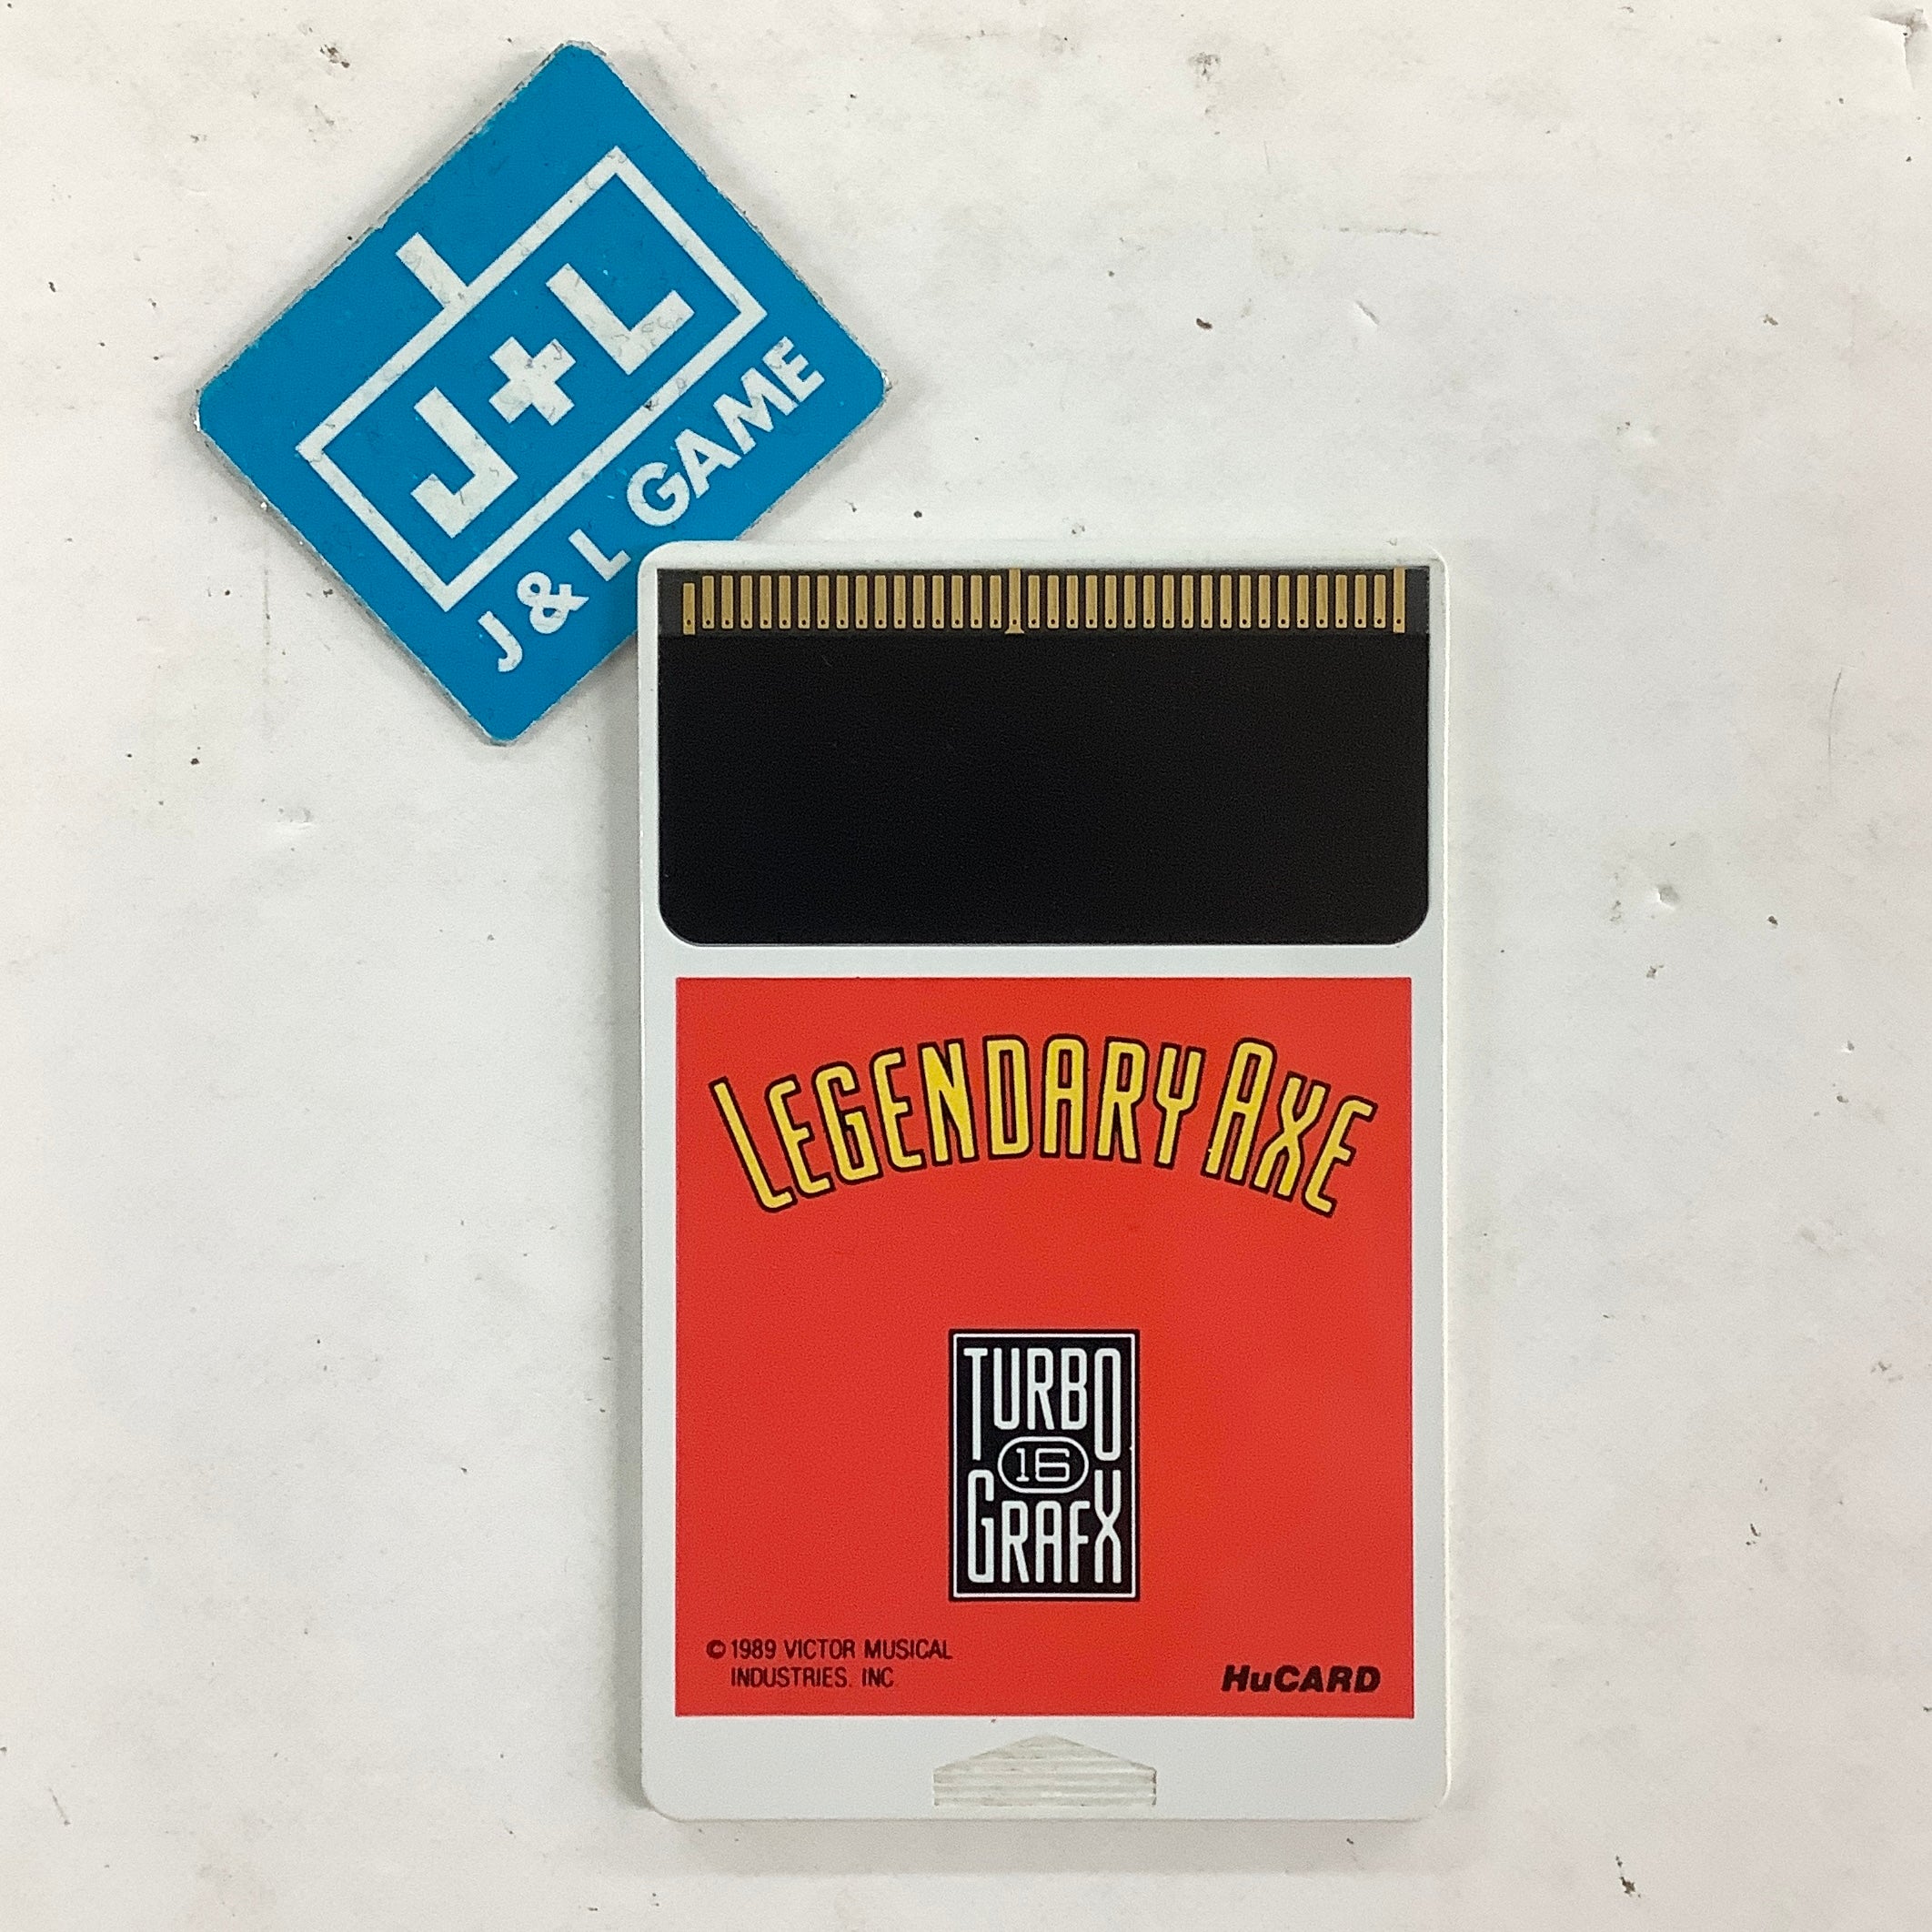 J+L
J & L GAME
LEGENDARY AXE
TURBO
16
GRAFX
© 1989 VICTOR MUSICAL
INDUSTRIES, INC.
HuCARD